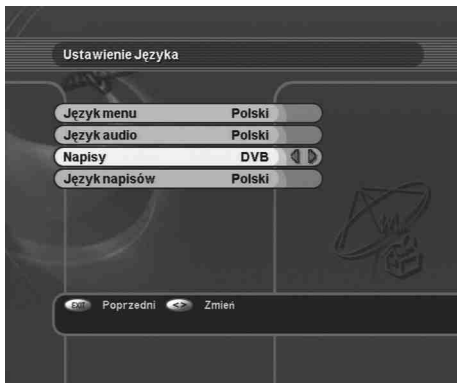 Ustawienie Języka
Język menu Polski
Język audio Polski
Napisy DVB
Język napisów Polski
EXIT Poprzedni <> Zmień